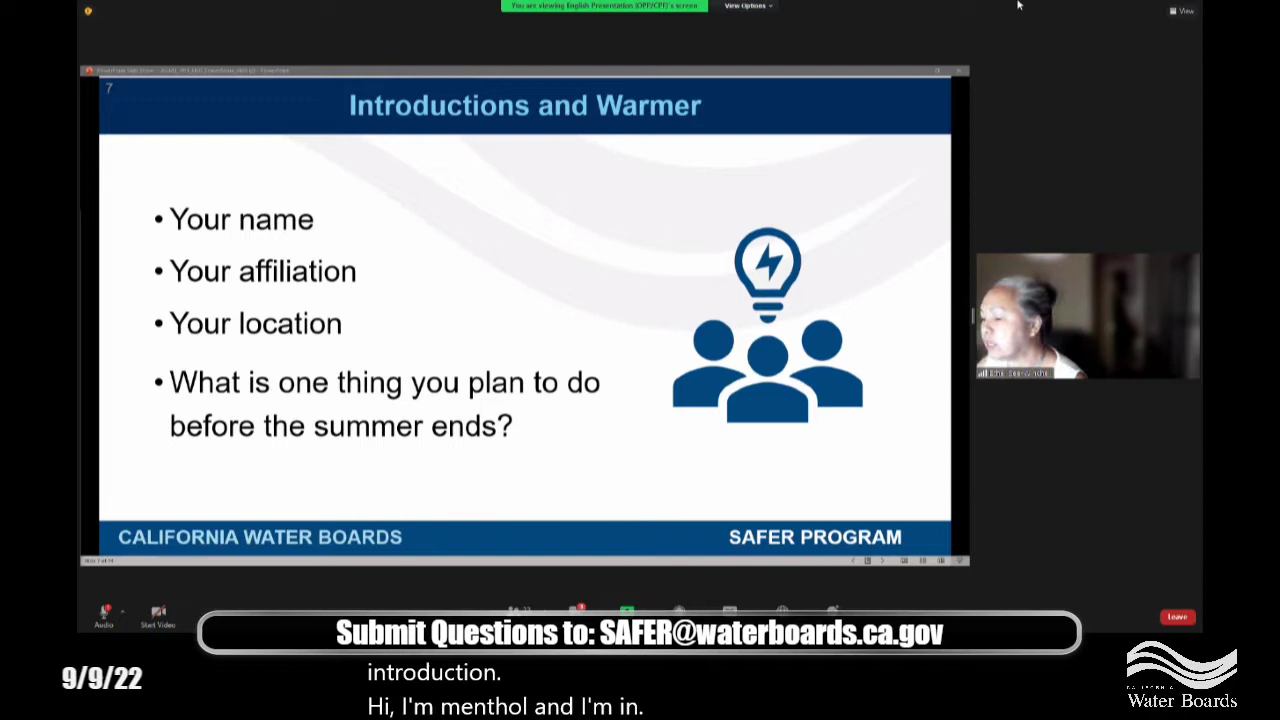 You are viewing English Presentation (OPP/CPF)'s screen
View Options
View
7
Introductions and Warmer
• Your name
• Your affiliation
• Your location
• What is one thing you plan to do
before the summer ends?
CALIFORNIA WATER BOARDS
SAFER PROGRAM
Audio
Start Video
Leave
Submit Questions to: SAFER@waterboards.ca.gov
9/9/22
introduction.
Hi, I'm menthol and I'm in.
CALIFORNIA
Water Boards